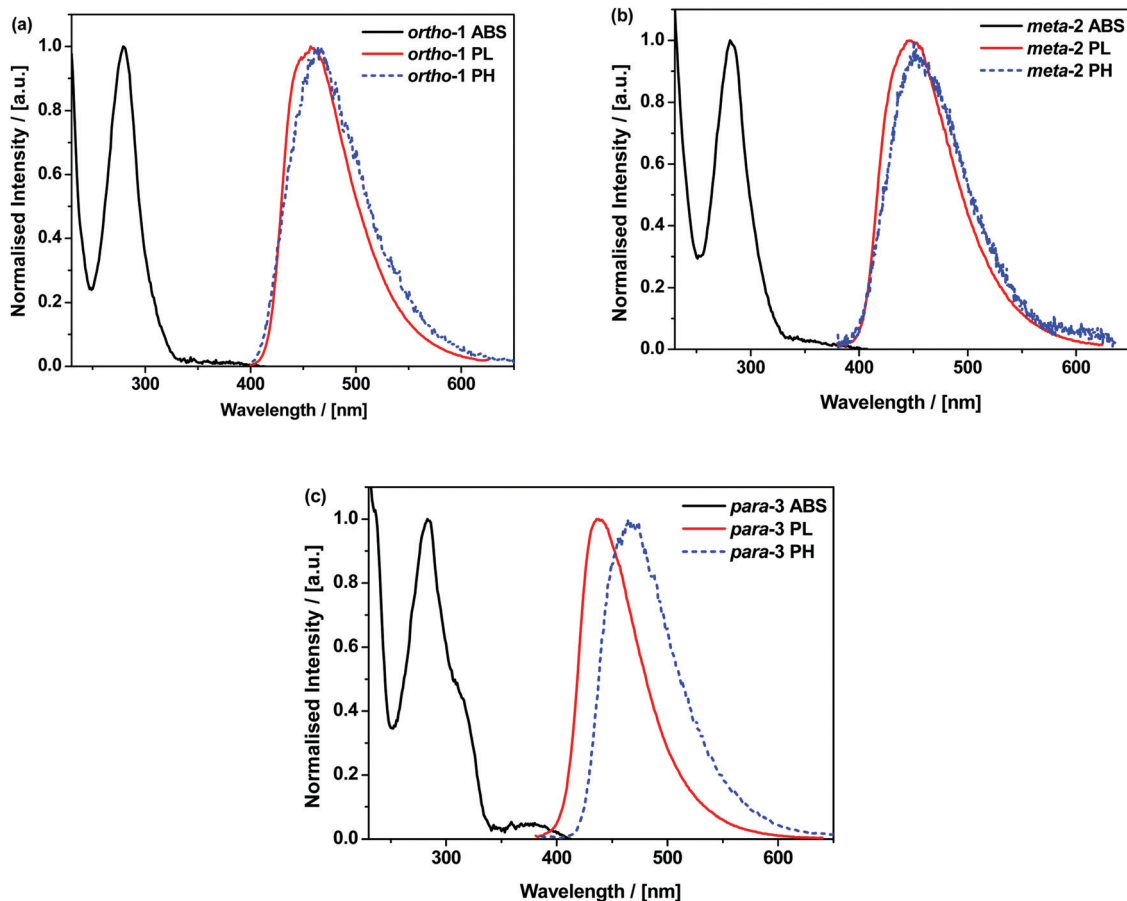 (a)
ortho-1 ABS
ortho-1 PL
ortho-1 PH
Normalised Intensity / [a.u.]
1.0
0.8
0.6
0.4
0.2
0.0
300 400 500 600
Wavelength / [nm]
(b)
meta-2 ABS
meta-2 PL
meta-2 PH
Normalised Intensity / [a.u.]
1.0
0.8
0.6
0.4
0.2
0.0
300 400 500 600
Wavelength / [nm]
(c)
para-3 ABS
para-3 PL
para-3 PH
Normalised Intensity / [a.u.]
1.0
0.8
0.6
0.4
0.2
0.0
300 400 500 600
Wavelength / [nm]